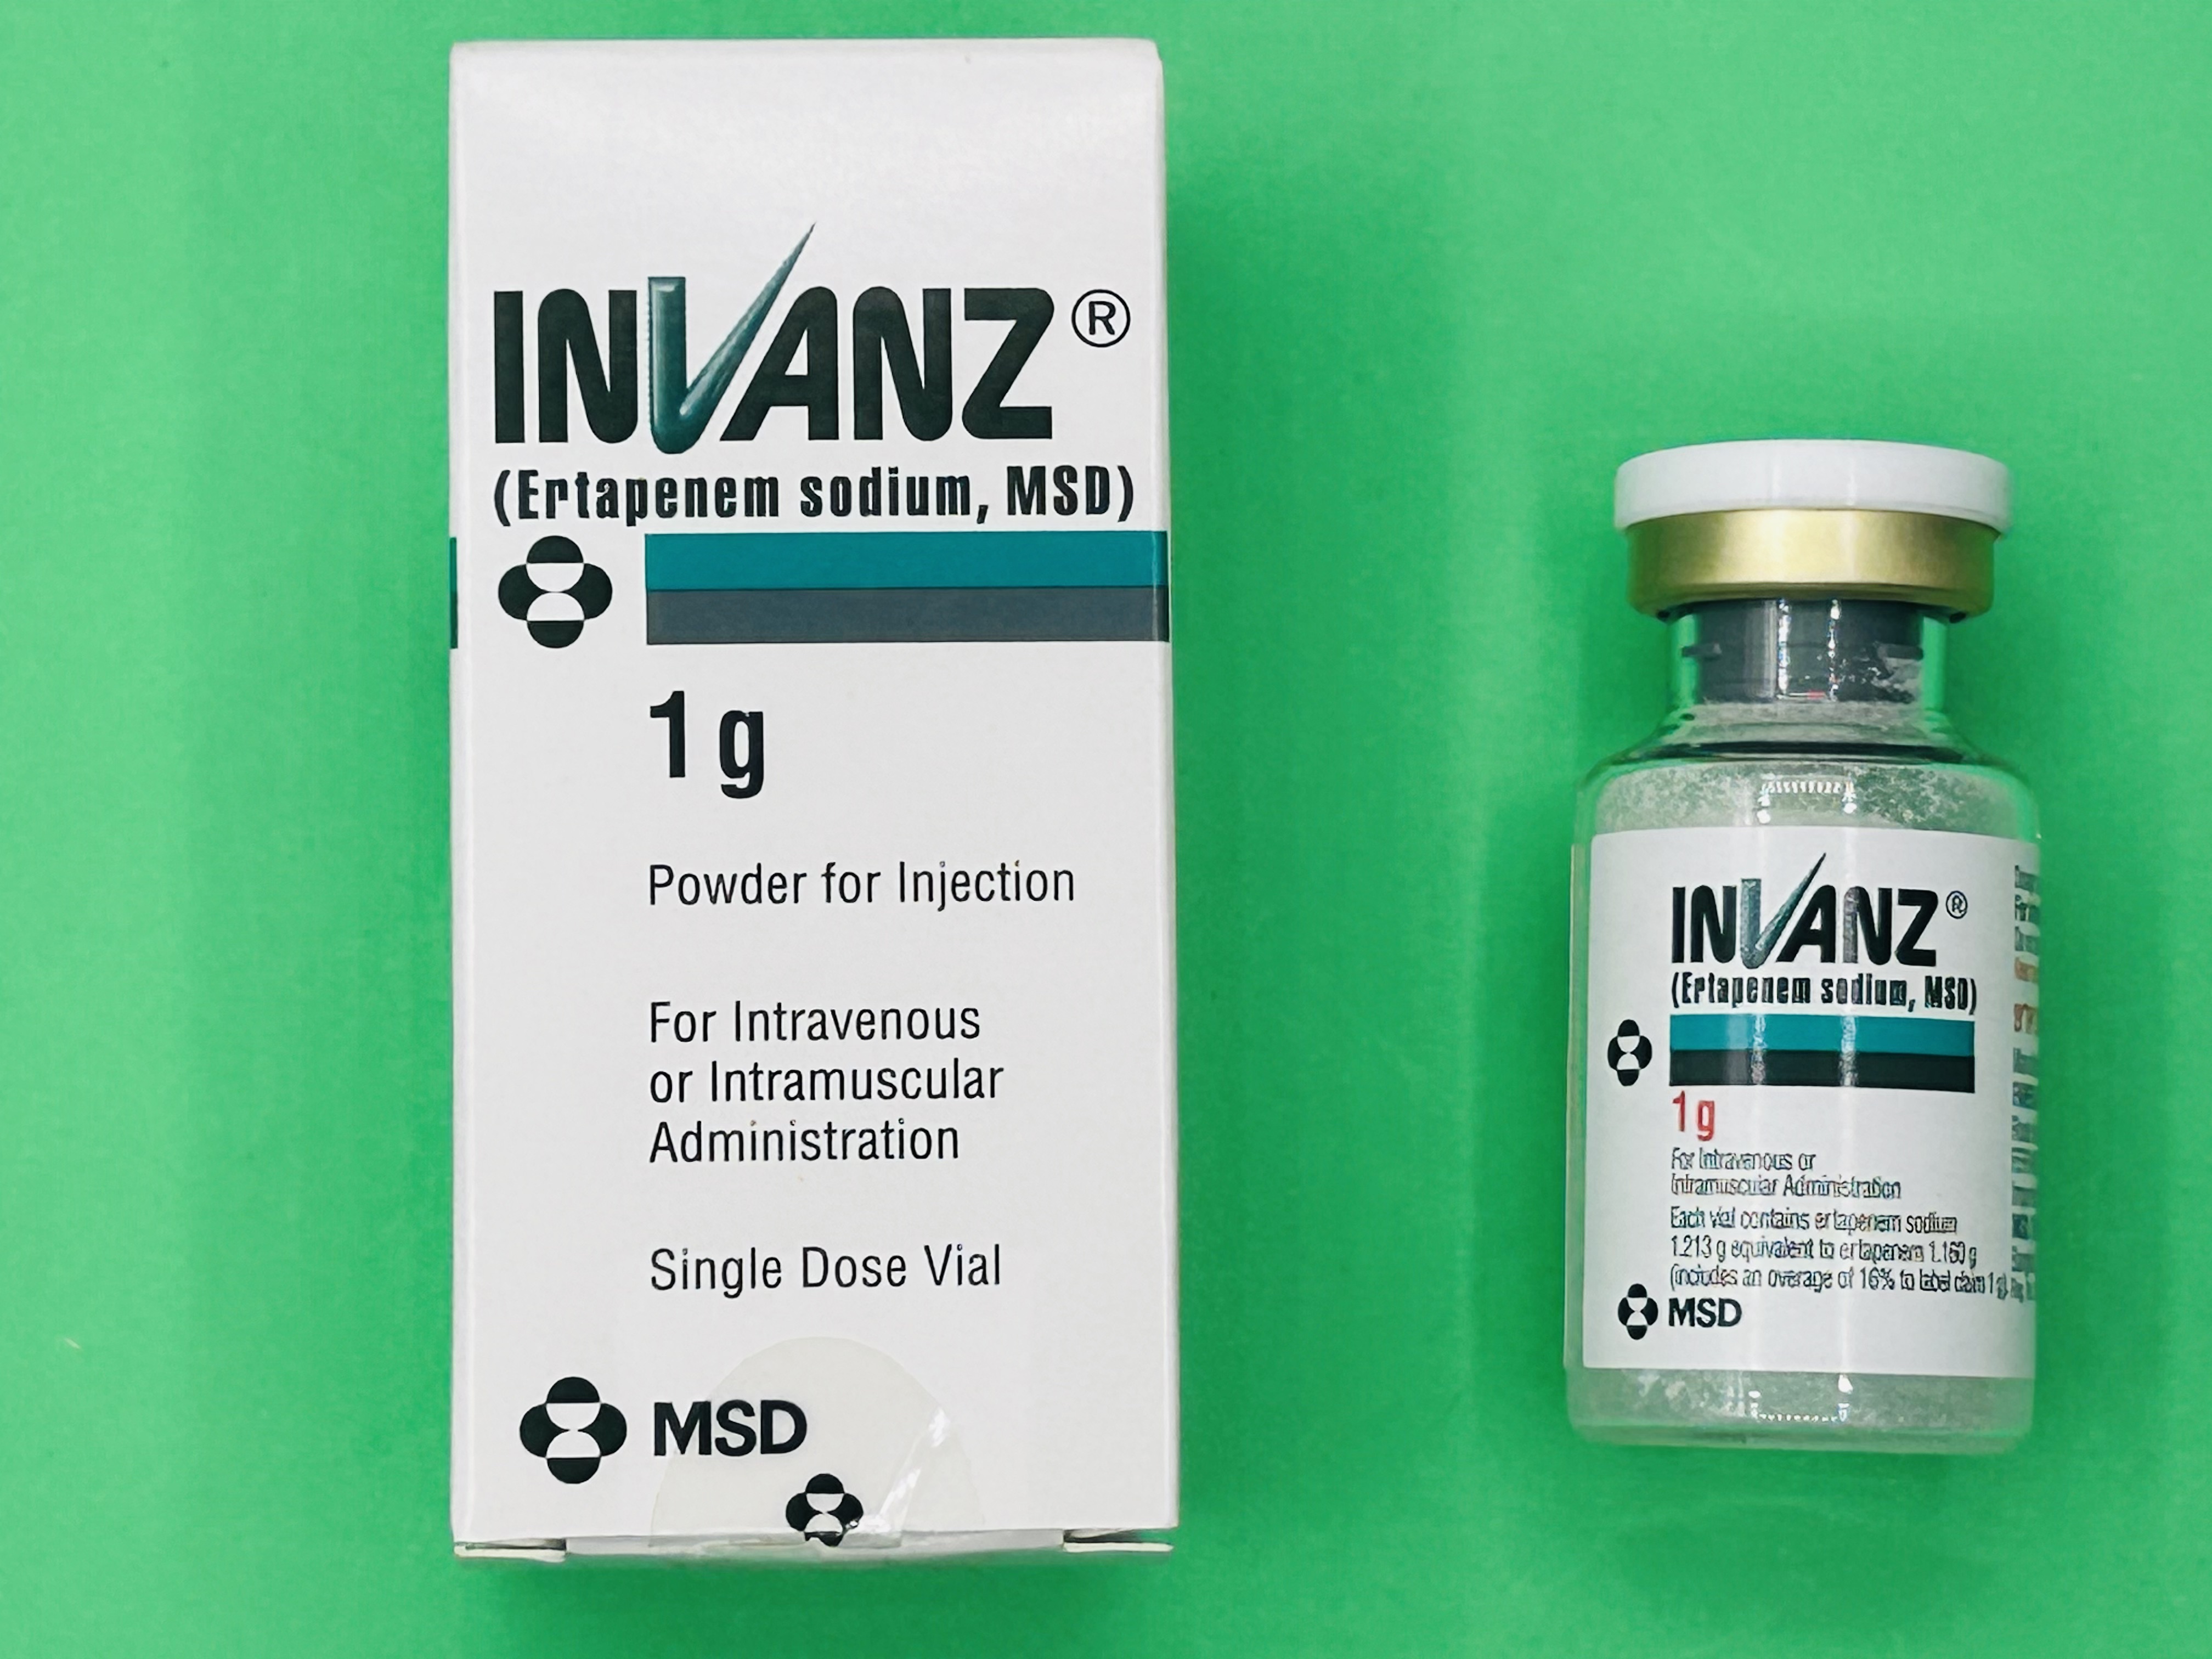 INVANZ®
(Ertapenem sodium, MSD)
1 g
Powder for Injection
For Intravenous
or Intramuscular
Administration
Single Dose Vial
MSD
INVANZ®
(Ertapenem sodium, MSD)
1 g
For Intravenous or
Intramuscular Administration
Each vial contains ertapenem sodium
1.213 g equivalent to ertapenem 1.160 g
(includes an overage of 16% to label claim 1 g).
MSD